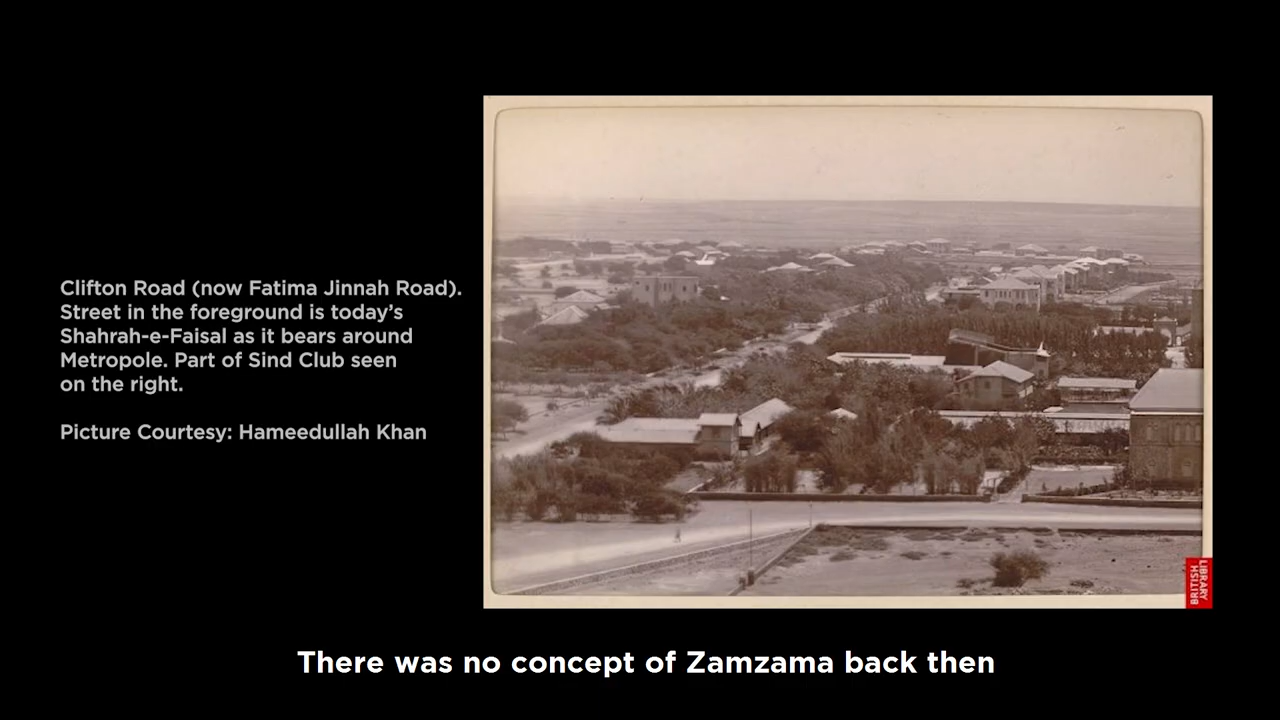 Clifton Road (now Fatima Jinnah Road).
Street in the foreground is today's
Shahrah-e-Faisal as it bears around
Metropole. Part of Sind Club seen
on the right.
Picture Courtesy: Hameedullah Khan
BRITISH
LIBRARY
There was no concept of Zamzama back then